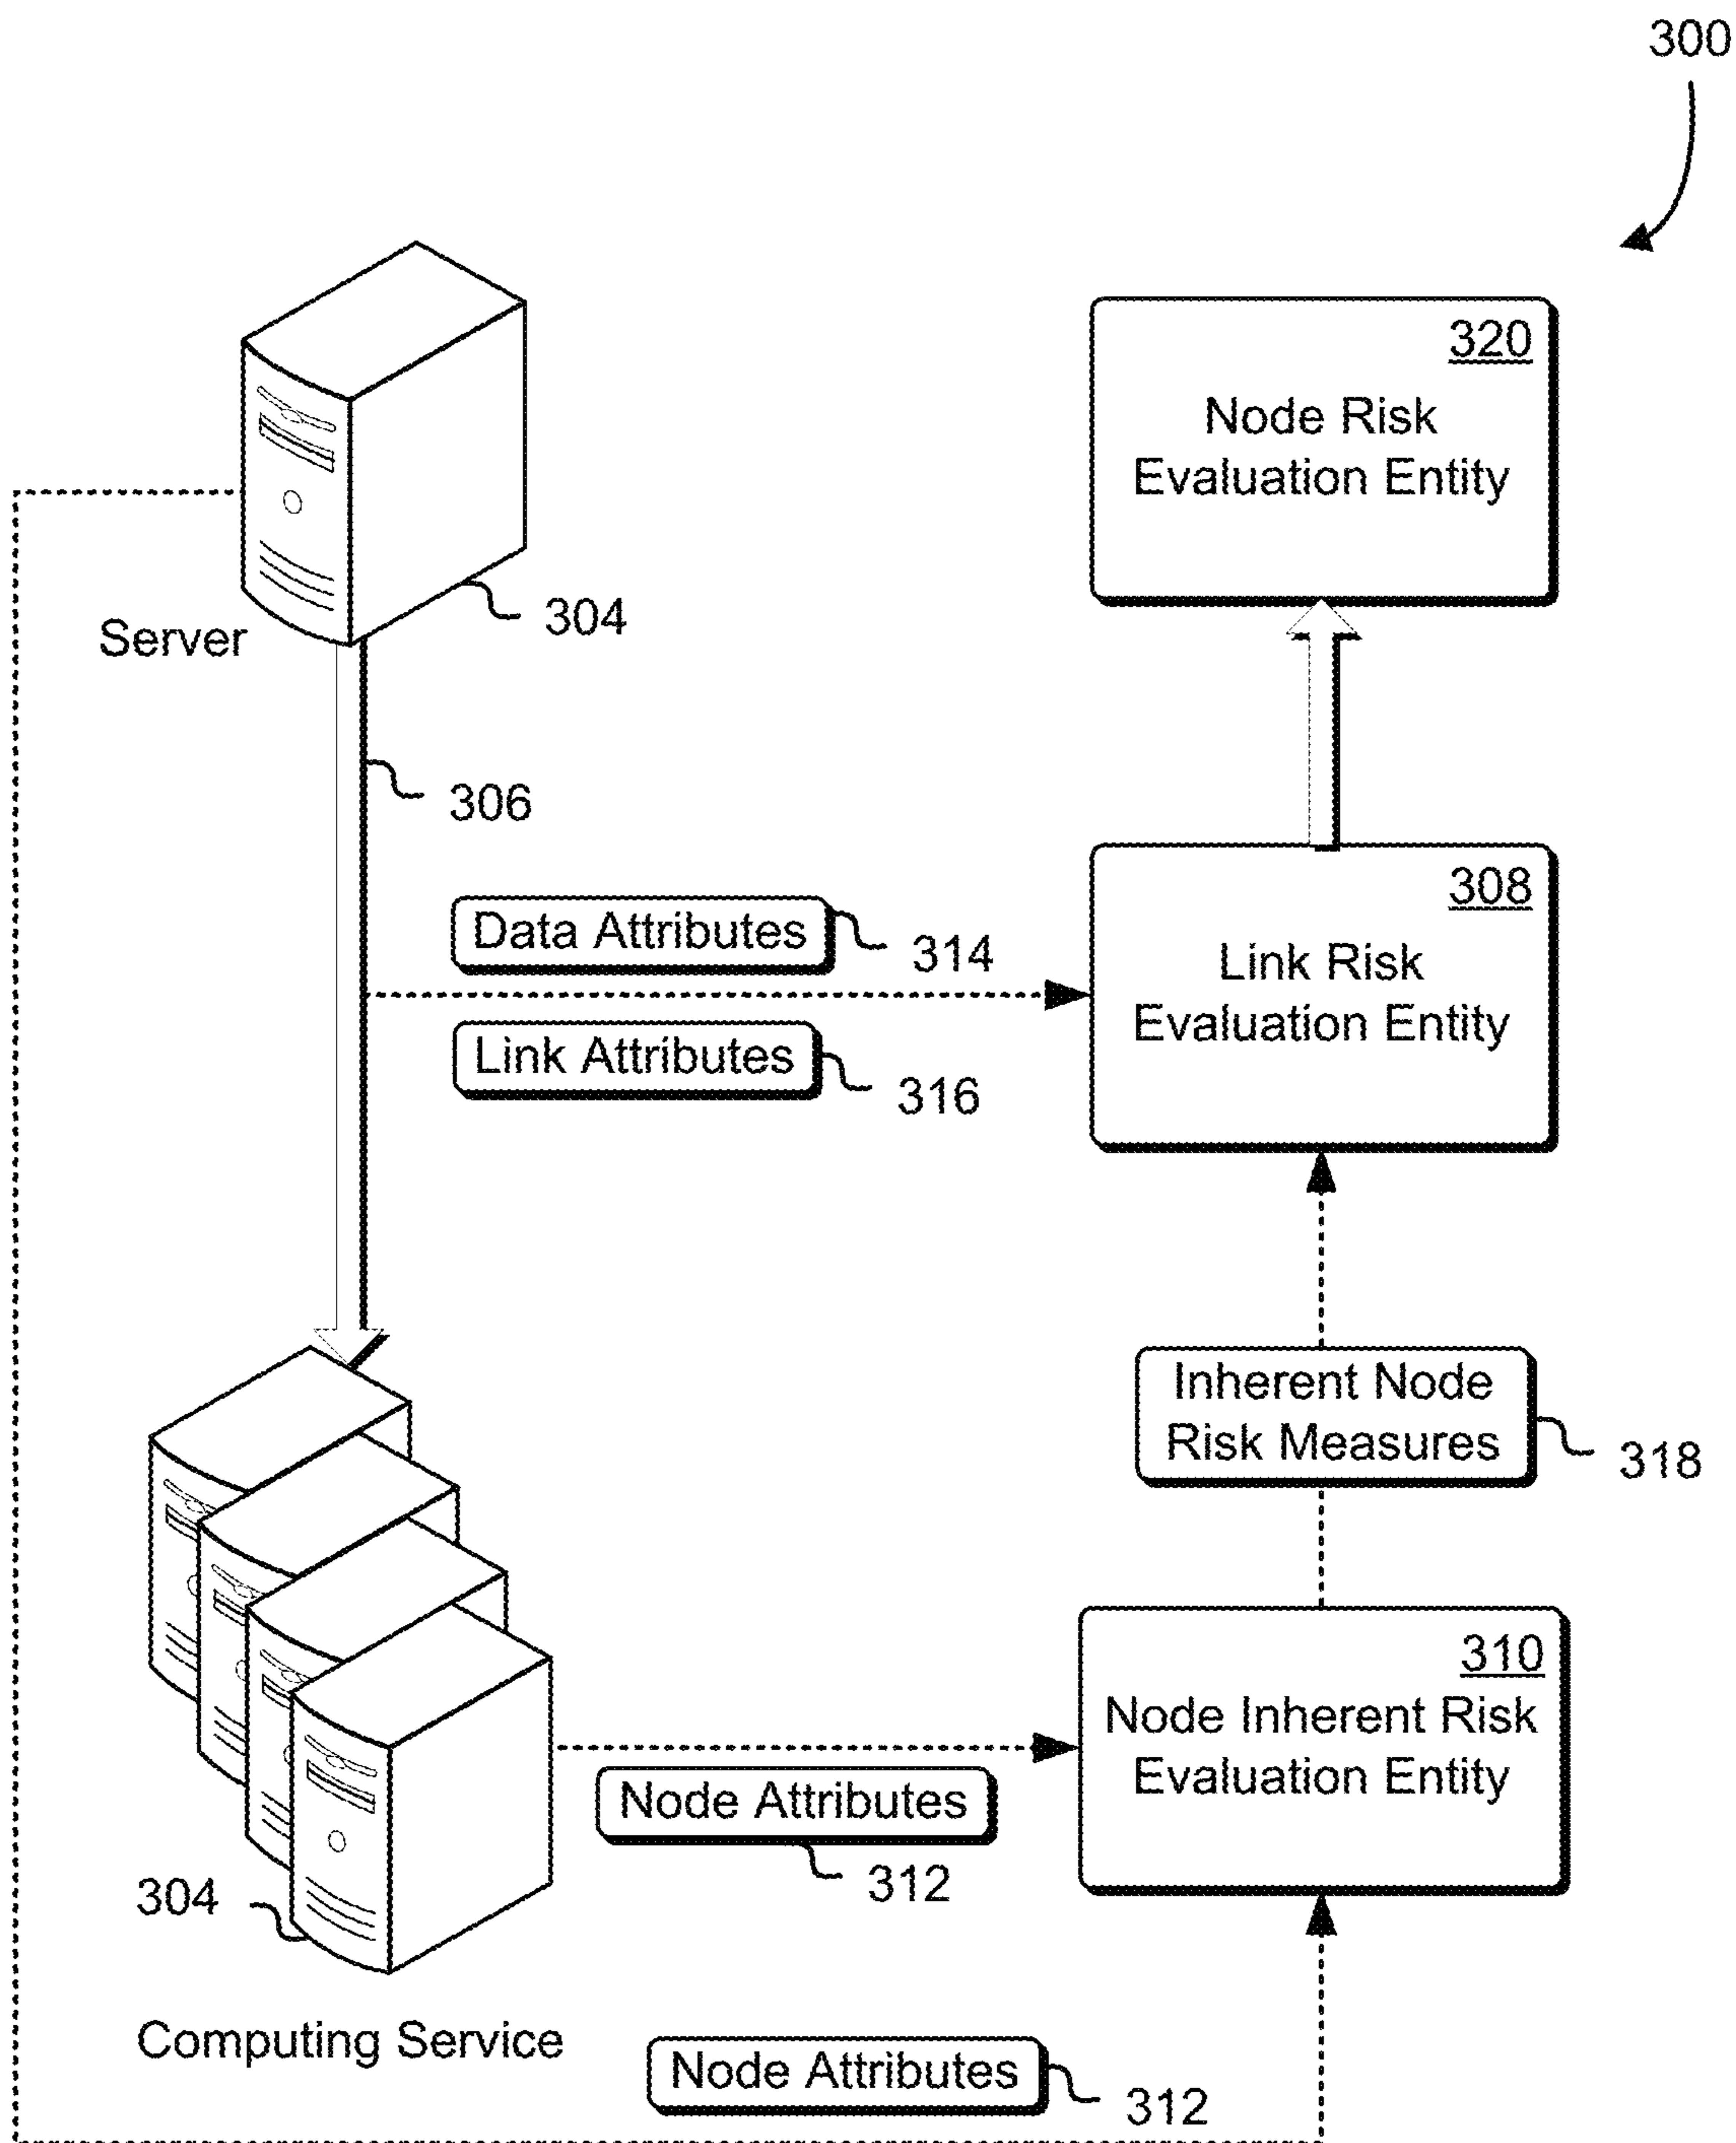 300
320
Node Risk
Evaluation Entity
304
Server
306
308
Data Attributes
314
Link Risk
Evaluation Entity
Link Attributes
316
Inherent Node
Risk Measures
318
310
Node Inherent Risk
Evaluation Entity
Node Attributes
312
304
Computing Service
Node Attributes
312